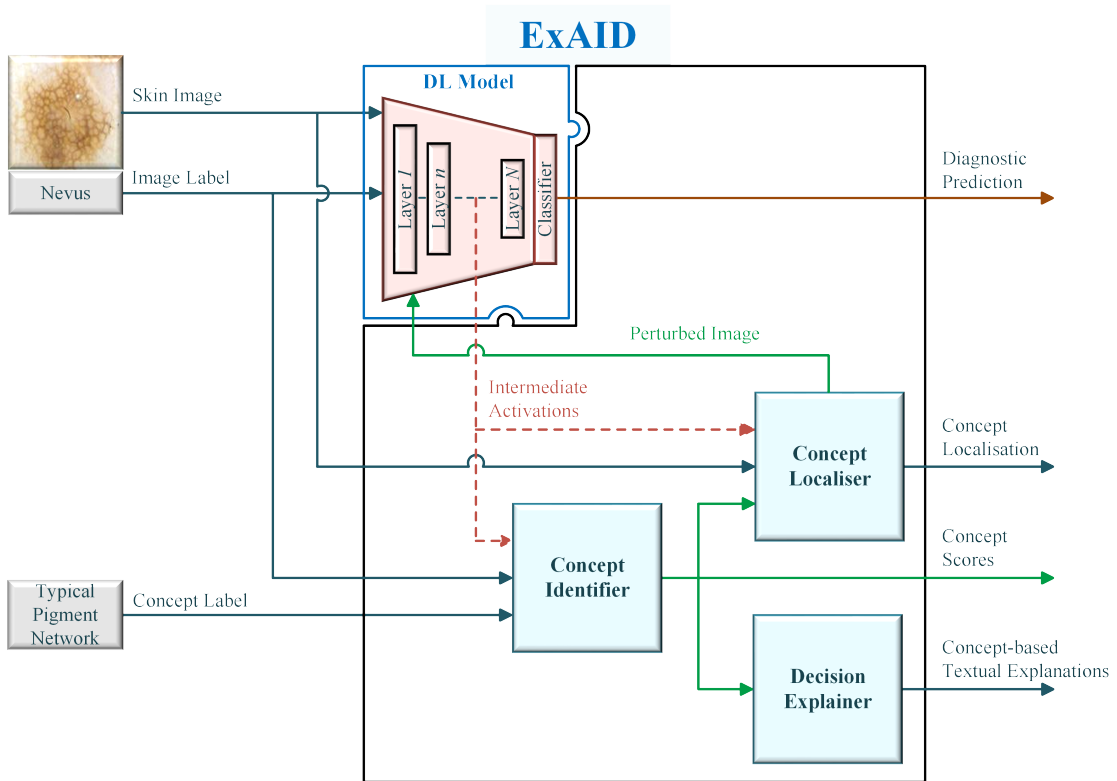 ExAID
DL Model
Skin Image
Image Label
Nevus
Layer 1
Layer n
Layer N
Classifier
Diagnostic
Prediction
Perturbed Image
Intermediate
Activations
Concept
Localiser
Concept
Localisation
Concept
Identifier
Concept
Scores
Typical
Pigment
Network
Concept Label
Decision
Explainer
Concept-based
Textual Explanations